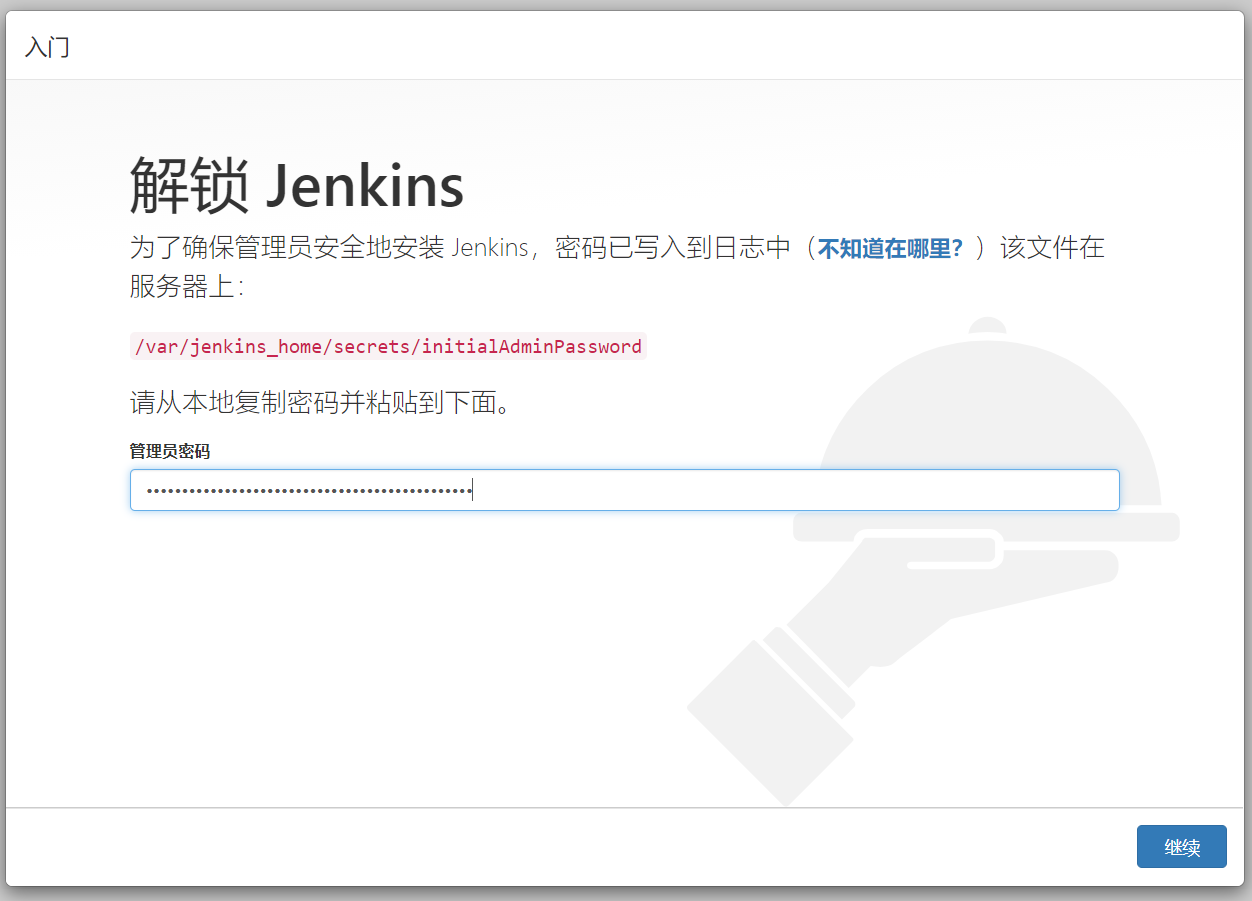 入门
解锁 Jenkins
为了确保管理员安全地安装 Jenkins，密码已写入到日志中（不知道在哪里？）该文件在
服务器上：
/var/jenkins_home/secrets/initialAdminPassword
请从本地复制密码并粘贴到下面。
管理员密码
••••••••••••••••••••••••••••••••••••••••••••••
继续